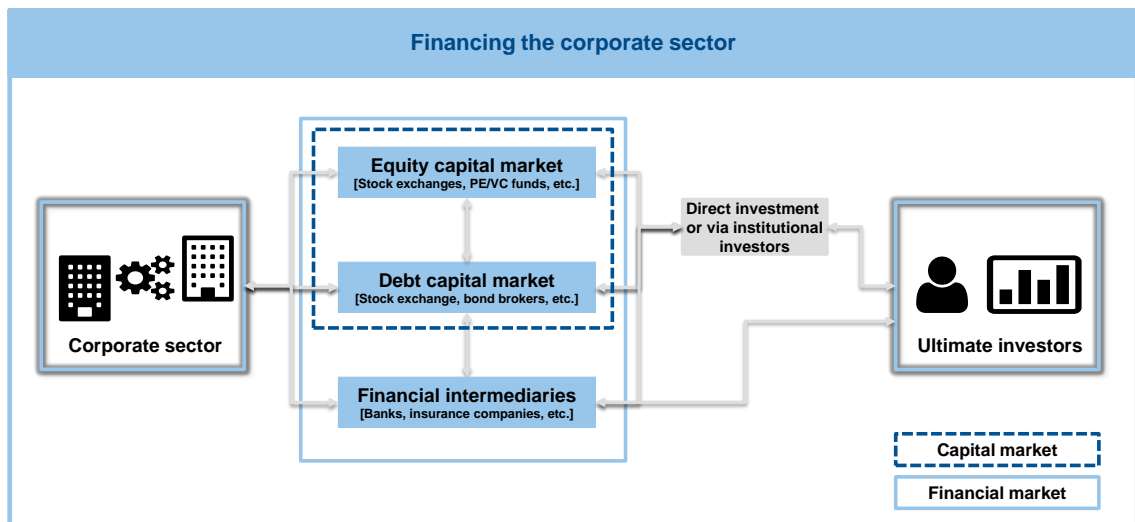 Financing the corporate sector
Equity capital market
[Stock exchanges, PE/VC funds, etc.]
Direct investment
or via institutional
investors
Debt capital market
[Stock exchange, bond brokers, etc.]
Corporate sector
Ultimate investors
Financial intermediaries
[Banks, insurance companies, etc.]
Capital market
Financial market